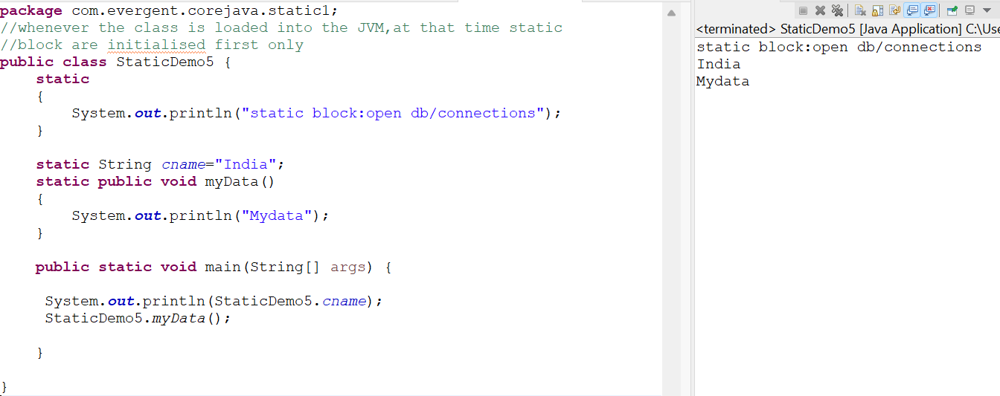 package com.evergent.corejava.static1;
//whenever the class is loaded into the JVM,at that time static
//block are initialised first only
public class StaticDemo5 {
static
{
System.out.println("static block:open db/connections");
}
static String cname="India";
static public void myData()
{
System.out.println("Mydata");
}
public static void main(String[] args) {
System.out.println(StaticDemo5.cname);
StaticDemo5.myData();
}
}
<terminated> StaticDemo5 [Java Application] C:\Use
static block:open db/connections
India
Mydata